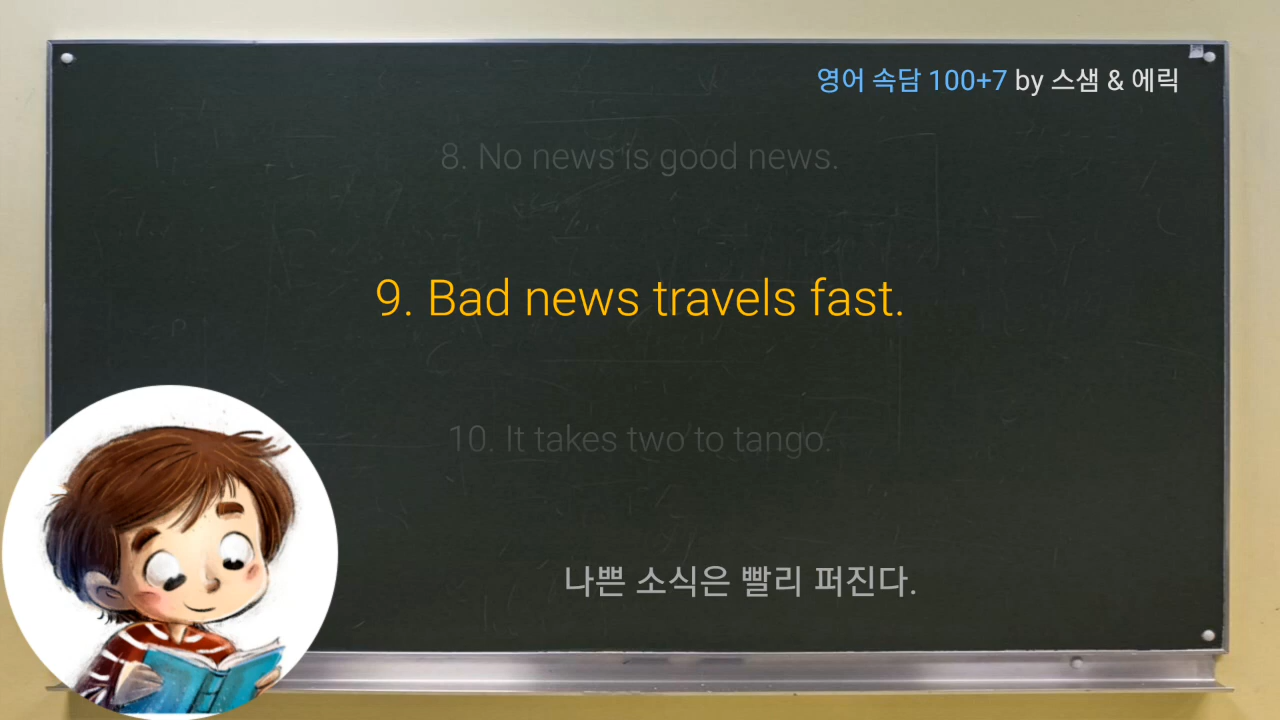 영어 속담 100+7 by 스샘 & 에릭
8. No news is good news.
9. Bad news travels fast.
10. It takes two to tango.
나쁜 소식은 빨리 퍼진다.